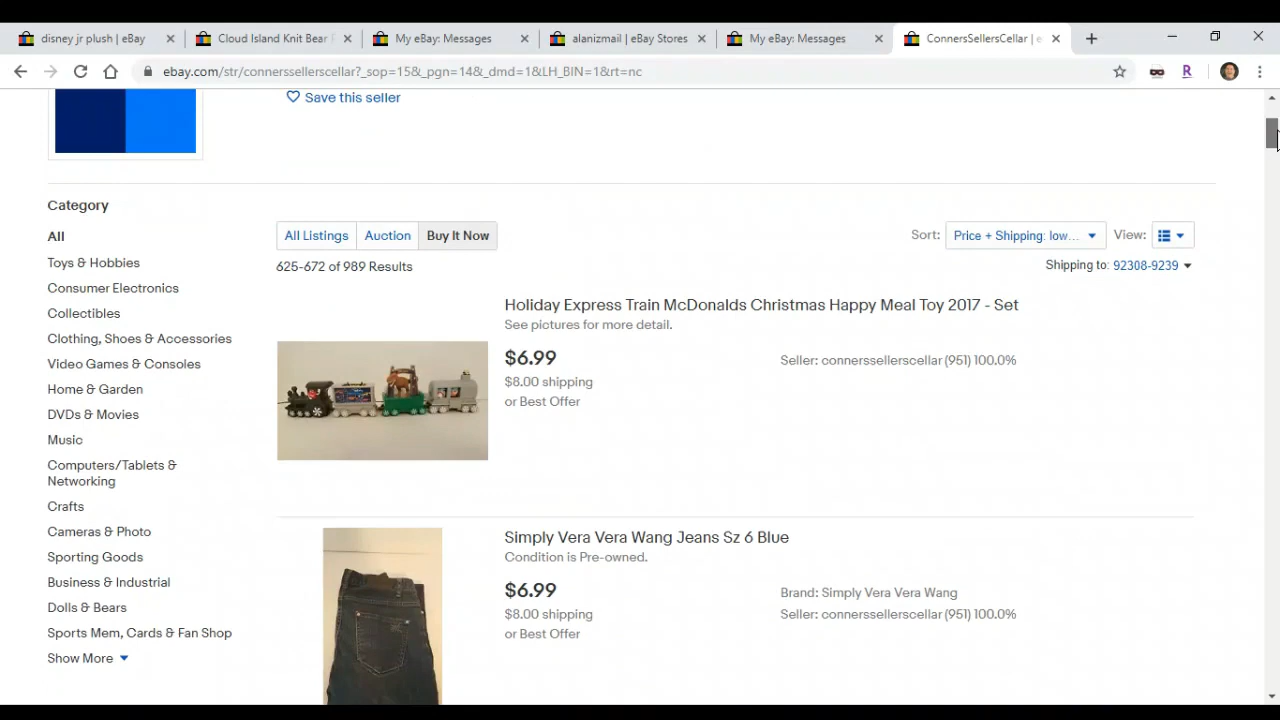 disney jr plush | eBay
Cloud Island Knit Bear F
My eBay: Messages
alanizmail | eBay Stores
My eBay: Messages
ConnersSellersCellar | e
ebay.com/str/connerssellerscellar?_sop=15&_pgn=14&_dmd=1&LH_BIN=1&rt=nc
R
Save this seller
Category
All
Toys & Hobbies
Consumer Electronics
Collectibles
Clothing, Shoes & Accessories
Video Games & Consoles
Home & Garden
DVDs & Movies
Music
Computers/Tablets &
Networking
Crafts
Cameras & Photo
Sporting Goods
Business & Industrial
Dolls & Bears
Sports Mem, Cards & Fan Shop
Show More
All Listings
Auction
Buy It Now
Sort:
Price + Shipping: low...
View:
625-672 of 989 Results
Shipping to: 92308-9239
Holiday Express Train McDonalds Christmas Happy Meal Toy 2017 - Set
See pictures for more detail.
$6.99
Seller: connerssellerscellar (951) 100.0%
$8.00 shipping
or Best Offer
Simply Vera Vera Wang Jeans Sz 6 Blue
Condition is Pre-owned.
$6.99
Brand: Simply Vera Vera Wang
$8.00 shipping
Seller: connerssellerscellar (951) 100.0%
or Best Offer